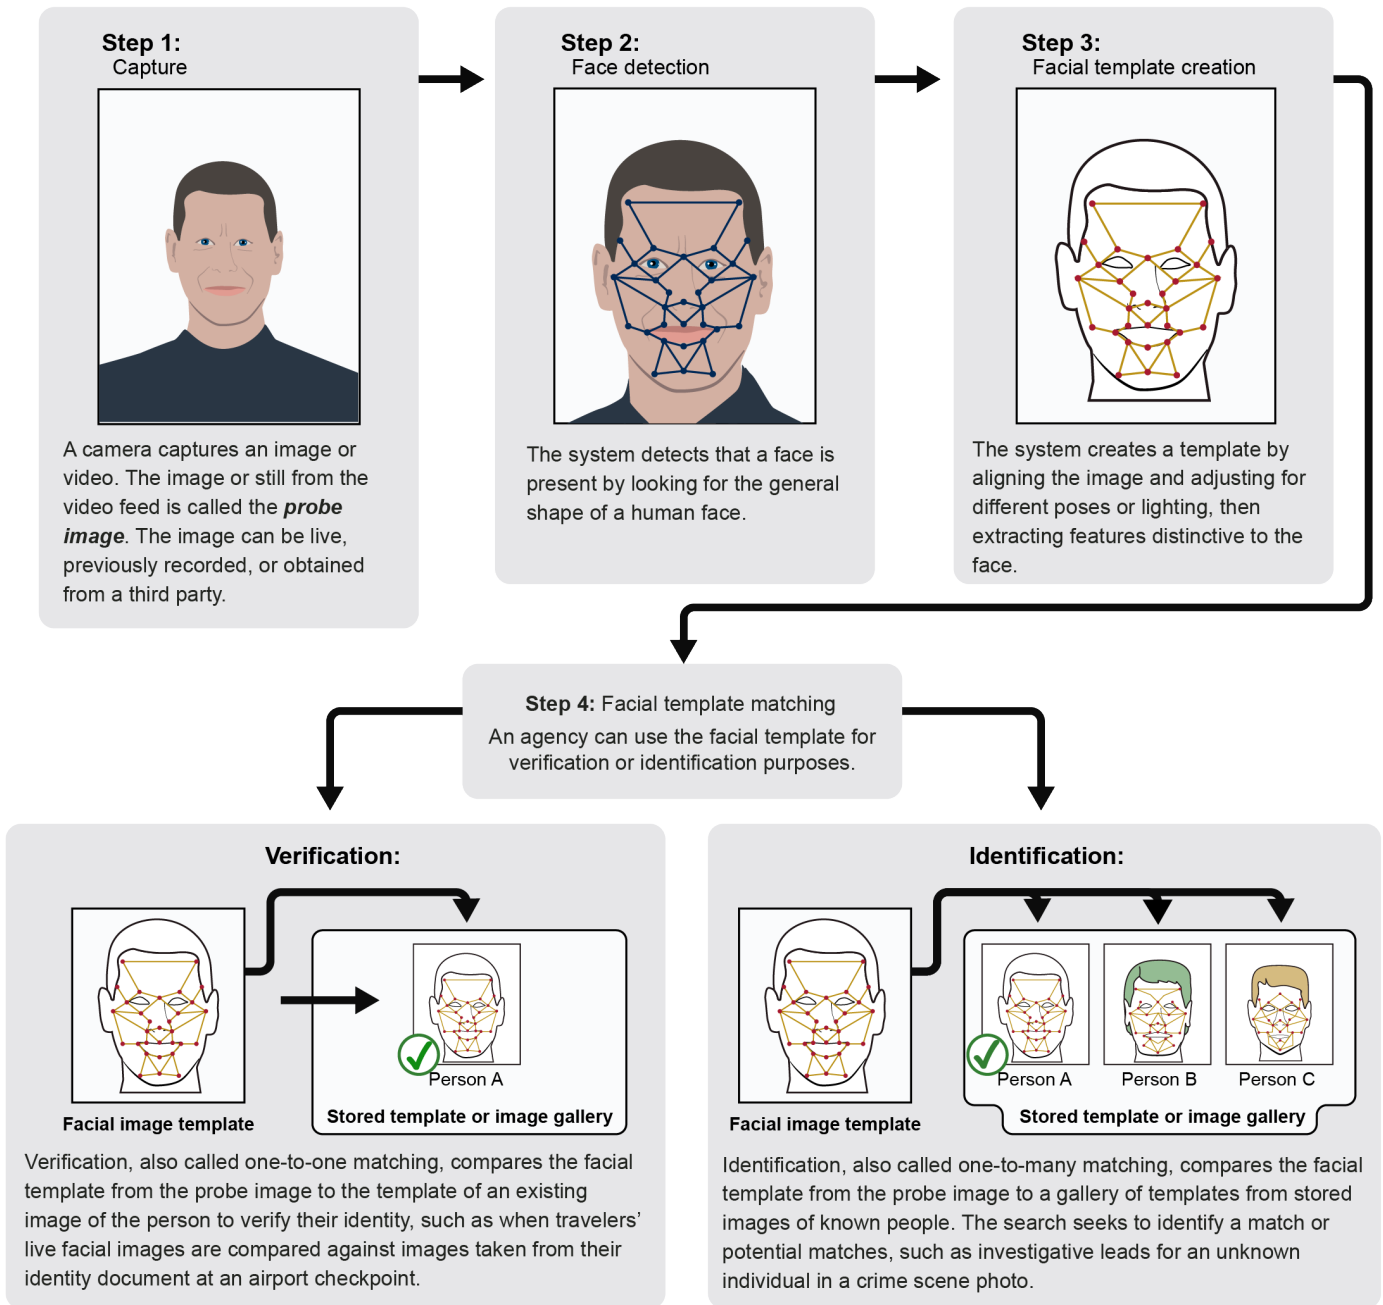 Step 1:
Capture
A camera captures an image or
video. The image or still from the
video feed is called the probe
image. The image can be live,
previously recorded, or obtained
from a third party.
Step 2:
Face detection
The system detects that a face is
present by looking for the general
shape of a human face.
Step 3:
Facial template creation
The system creates a template by
aligning the image and adjusting for
different poses or lighting, then
extracting features distinctive to the
face.
Step 4: Facial template matching
An agency can use the facial template for
verification or identification purposes.
Verification:
Facial image template
Person A
Stored template or image gallery
Verification, also called one-to-one matching, compares the facial
template from the probe image to the template of an existing
image of the person to verify their identity, such as when travelers’
live facial images are compared against images taken from their
identity document at an airport checkpoint.
Identification:
Facial image template
Person A
Person B
Person C
Stored template or image gallery
Identification, also called one-to-many matching, compares the facial
template from the probe image to a gallery of templates from stored
images of known people. The search seeks to identify a match or
potential matches, such as investigative leads for an unknown
individual in a crime scene photo.